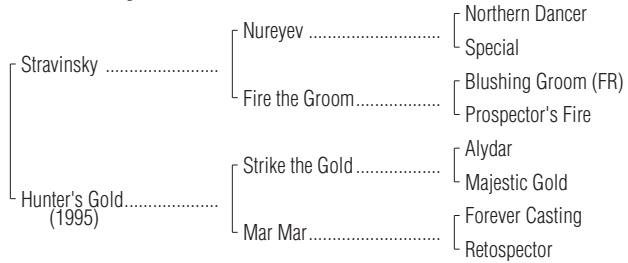 Northern Dancer
Nureyev ..............................
Special
Stravinsky .......................
Blushing Groom (FR)
Fire the Groom....................
Prospector's Fire
Alydar
Strike the Gold....................
Majestic Gold
Hunter's Gold...................
(1995)
Forever Casting
Mar Mar..............................
Retospector